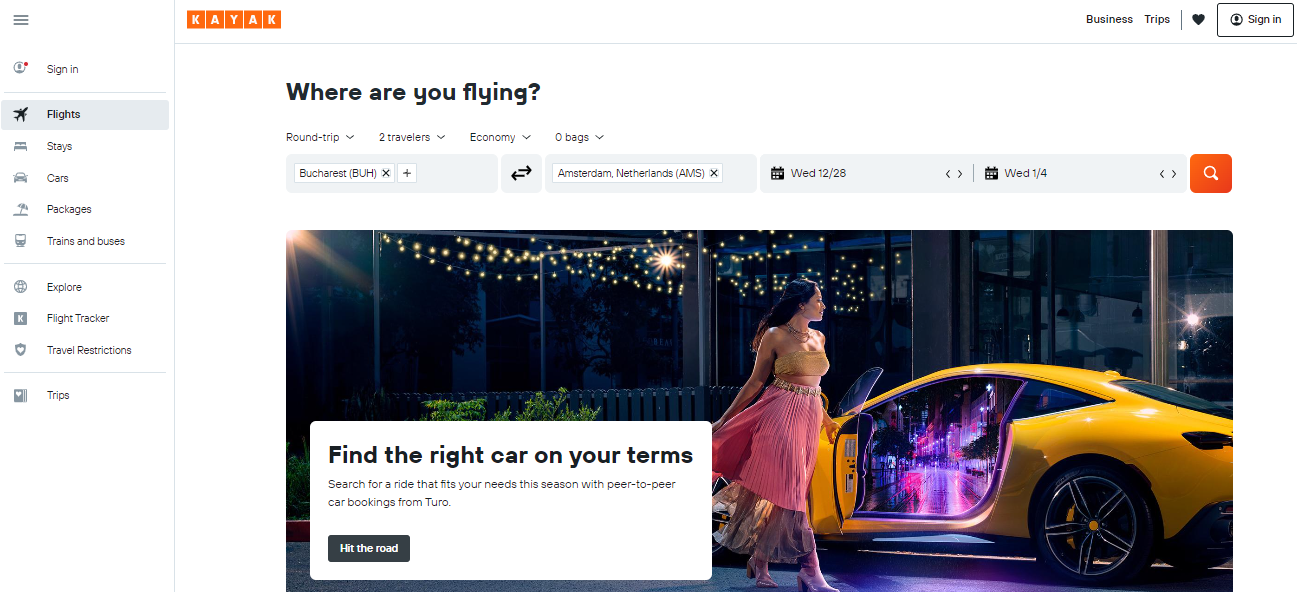 KAYAK
Business Trips Sign in
Sign in
Flights
Stays
Cars
Packages
Trains and buses
Explore
K Flight Tracker
Travel Restrictions
Trips
Where are you flying?
Round-trip 2 travelers Economy 0 bags
Bucharest (BUH) × + Amsterdam, Netherlands (AMS) × Wed 12/28 < > Wed 1/4 < >
Find the right car on your terms
Search for a ride that fits your needs this season with peer-to-peer
car bookings from Turo.
Hit the road